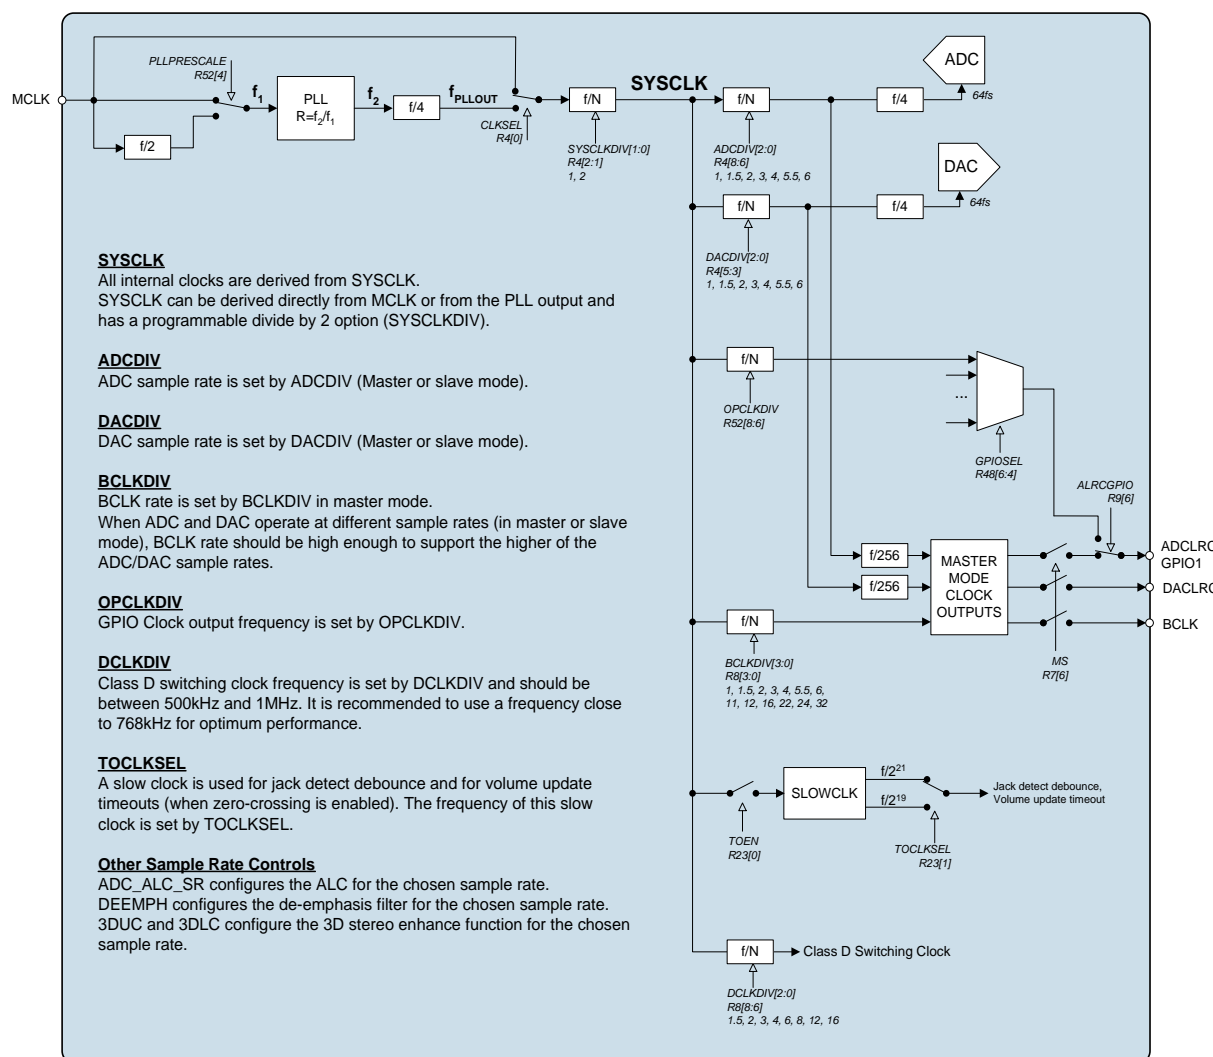 MCLK
PLLPRESCALE
R52[4]
f1
PLL
R=f2/f1
f2
f/4
fPLLOUT
f/2
CLKSEL
R4[0]
f/N
SYSCLKDIV[1:0]
R4[2:1]
1, 2
SYSCLK
f/N
ADCDIV[2:0]
R4[8:6]
1, 1.5, 2, 3, 4, 5.5, 6
f/4
ADC
64fs
f/N
DACDIV[2:0]
R4[5:3]
1, 1.5, 2, 3, 4, 5.5, 6
f/4
DAC
64fs
SYSCLK
All internal clocks are derived from SYSCLK.
SYSCLK can be derived directly from MCLK or from the PLL output and
has a programmable divide by 2 option (SYSCLKDIV).
ADCDIV
ADC sample rate is set by ADCDIV (Master or slave mode).
DACDIV
DAC sample rate is set by DACDIV (Master or slave mode).
BCLKDIV
BCLK rate is set by BCLKDIV in master mode.
When ADC and DAC operate at different sample rates (in master or slave
mode), BCLK rate should be high enough to support the higher of the
ADC/DAC sample rates.
OPCLKDIV
GPIO Clock output frequency is set by OPCLKDIV.
DCLKDIV
Class D switching clock frequency is set by DCLKDIV and should be
between 500kHz and 1MHz. It is recommended to use a frequency close
to 768kHz for optimum performance.
TOCLKSEL
A slow clock is used for jack detect debounce and for volume update
timeouts (when zero-crossing is enabled). The frequency of this slow
clock is set by TOCLKSEL.
Other Sample Rate Controls
ADC_ALC_SR configures the ALC for the chosen sample rate.
DEEMPH configures the de-emphasis filter for the chosen sample rate.
3DUC and 3DLC configure the 3D stereo enhance function for the chosen
sample rate.
f/N
OPCLKDIV
R52[8:6]
...
GPIOSEL
R48[6:4]
ALRCGPIO
R9[6]
f/256
f/256
MASTER
MODE
CLOCK
OUTPUTS
ADCLRC
GPIO1
DACLRC
BCLK
MS
R7[6]
f/N
BCLKDIV[3:0]
R8[3:0]
1, 1.5, 2, 3, 4, 5.5, 6,
11, 12, 16, 22, 24, 32
TOEN
R23[0]
SLOWCLK
f/2^21
f/2^19
TOCLKSEL
R23[1]
Jack detect debounce,
Volume update timeout
f/N
Class D Switching Clock
DCLKDIV[2:0]
R8[8:6]
1.5, 2, 3, 4, 6, 8, 12, 16